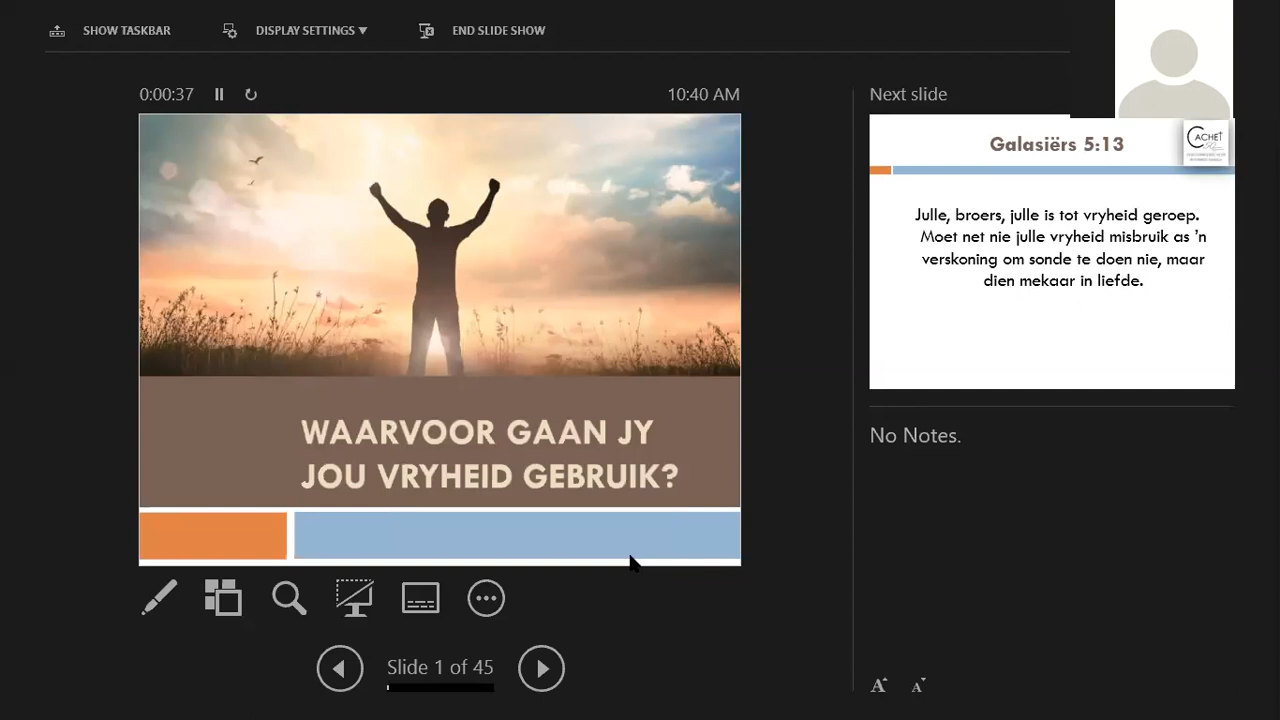 SHOW TASKBAR
DISPLAY SETTINGS
END SLIDE SHOW
0:00:37
10:40 AM
WAARVOOR GAAN JY
JOU VRYHEID GEBRUIK?
Slide 1 of 45
Next slide
Galasiërs 5:13
CACHET
Julle, broers, julle is tot vryheid geroep.
Moet net nie julle vryheid misbruik as ’n
verskoning om sonde te doen nie, maar
dien mekaar in liefde.
No Notes.
A
A